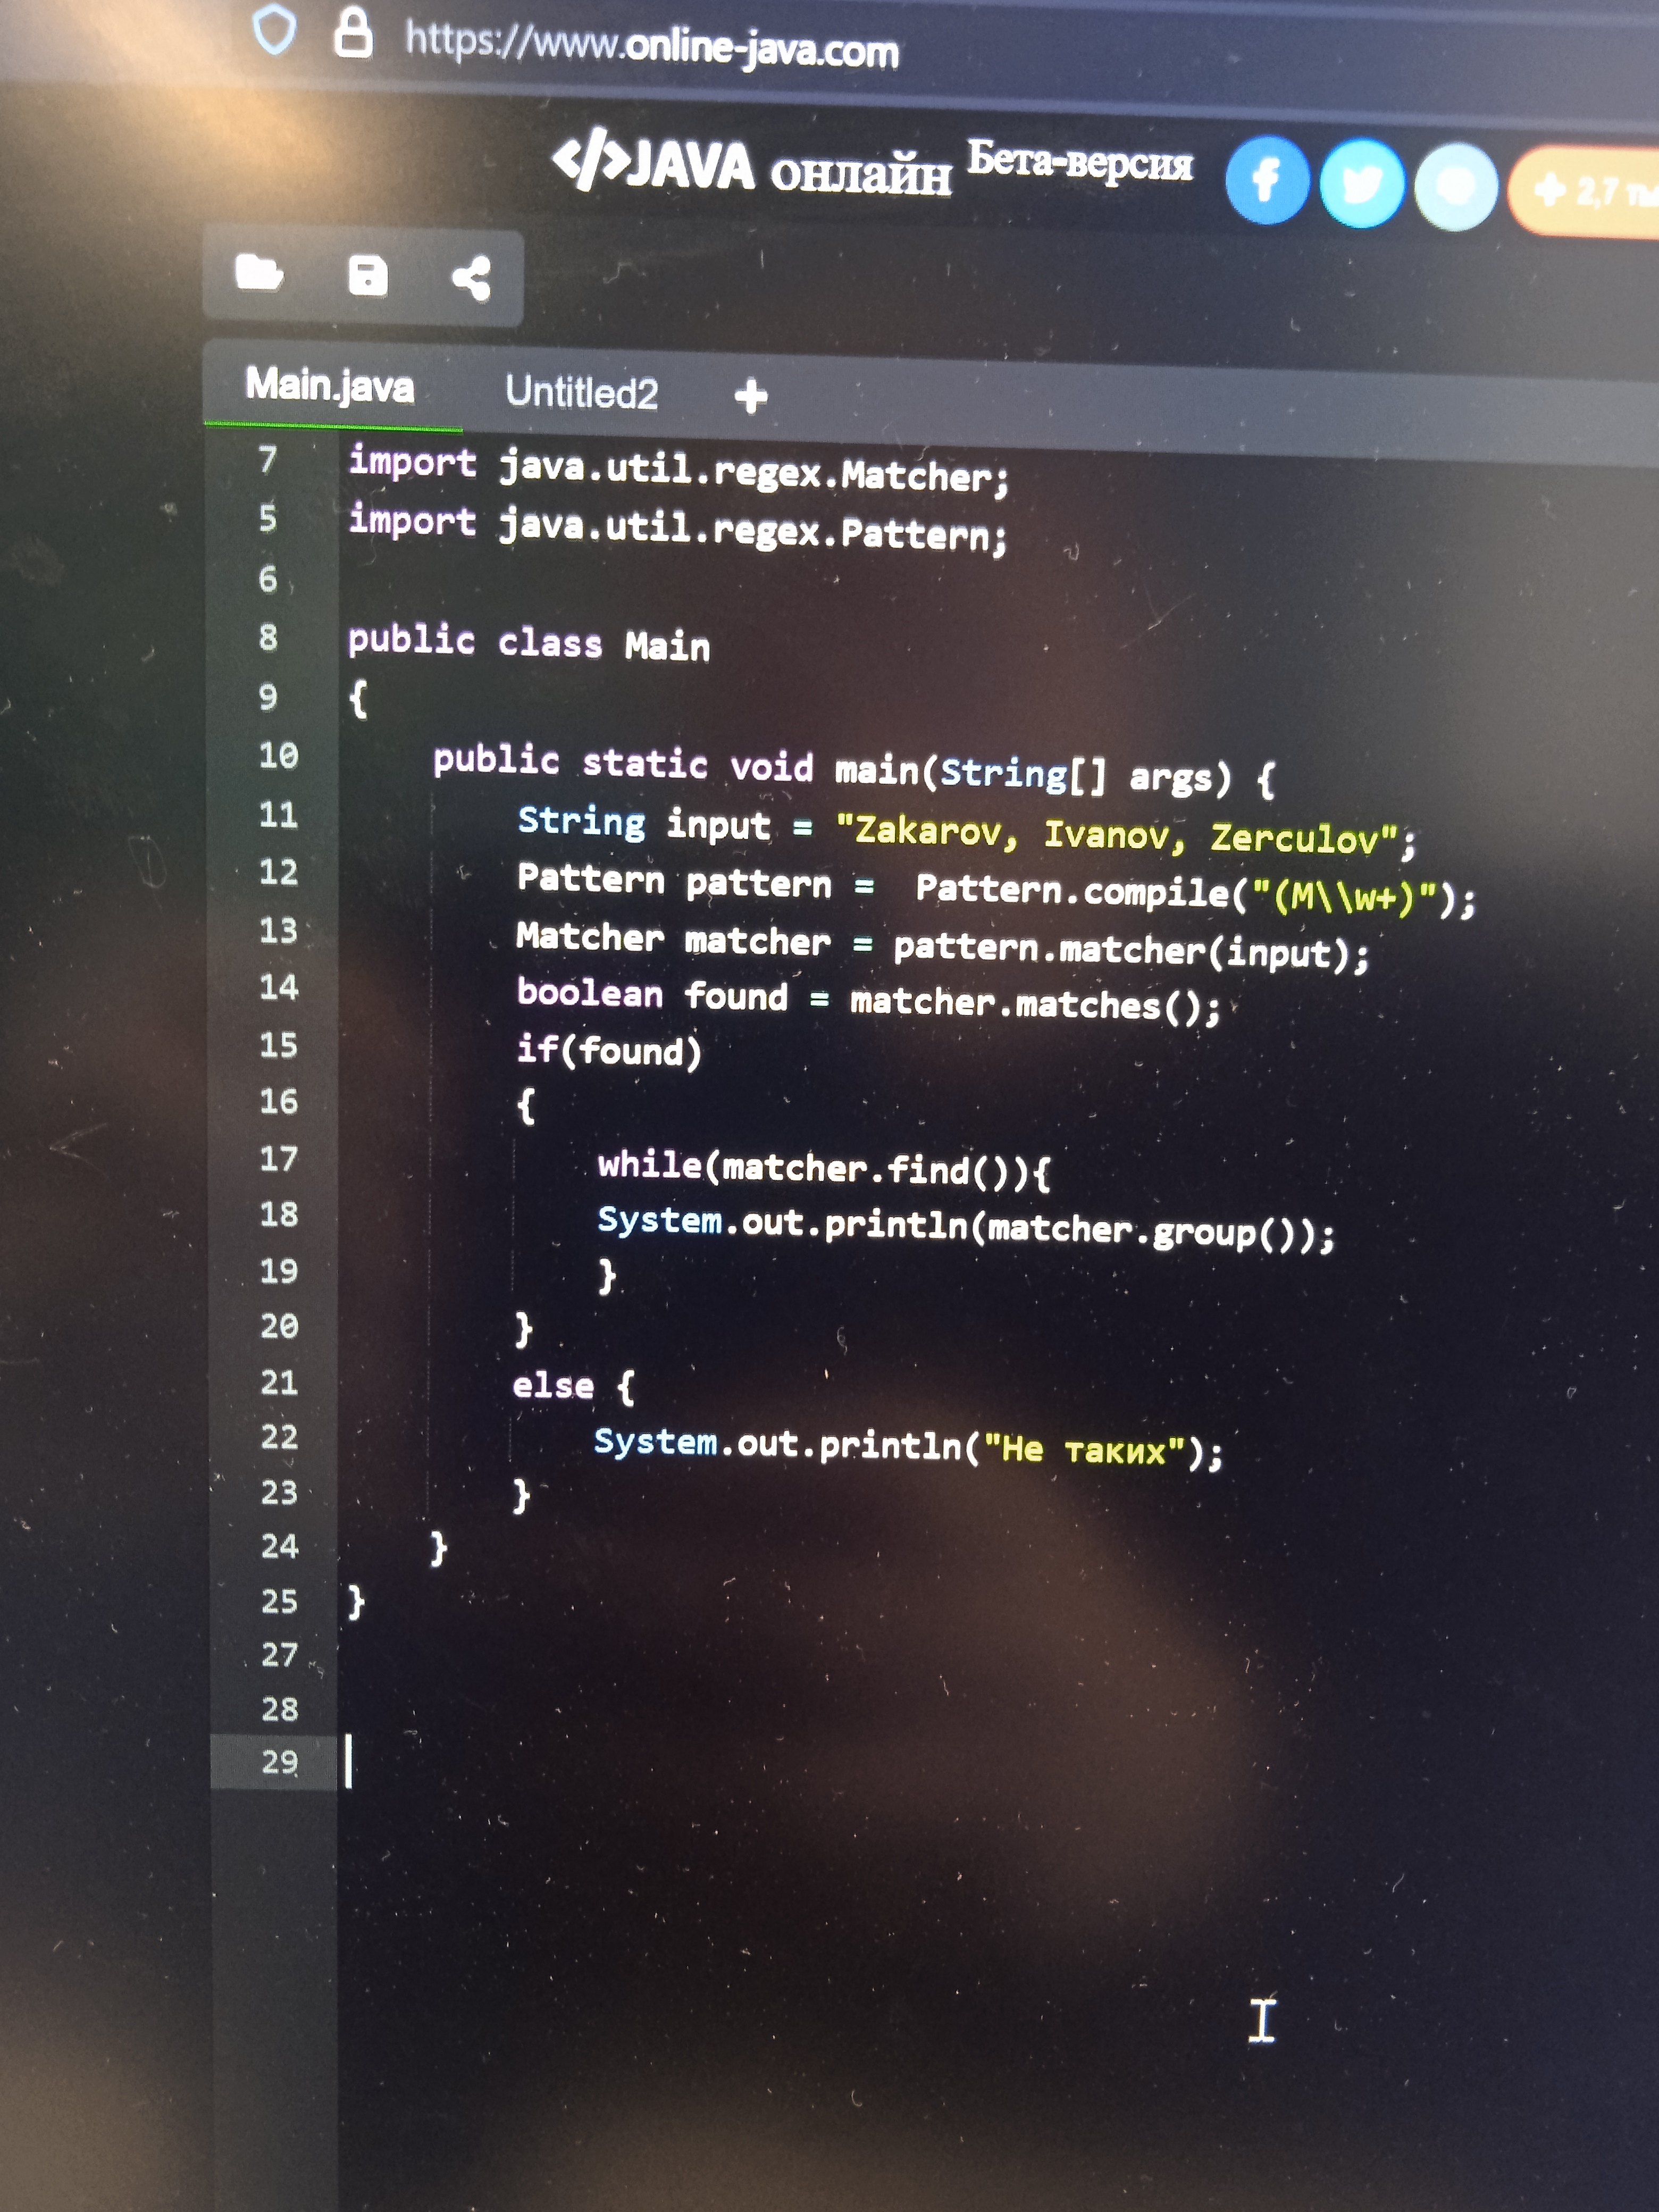 https://www.online-java.com
</>JAVA онлайн Бета-версия
2,7
Main.java Untitled2 +
7 import java.util.regex.Matcher;
5 import java.util.regex.Pattern;
6
8 public class Main
9 {
10 public static void main(String[] args) {
11 String input = "Zakarov, Ivanov, Zerculov";
12 Pattern pattern =  Pattern.compile("(M\\w+)");
13 Matcher matcher = pattern.matcher(input);
14 boolean found = matcher.matches();
15 if(found)
16 {
17 while(matcher.find()){
18 System.out.println(matcher.group());
19 }
20 }
21 else {
22 System.out.println("Не таких");
23 }
24 }
25 }
27
28
29